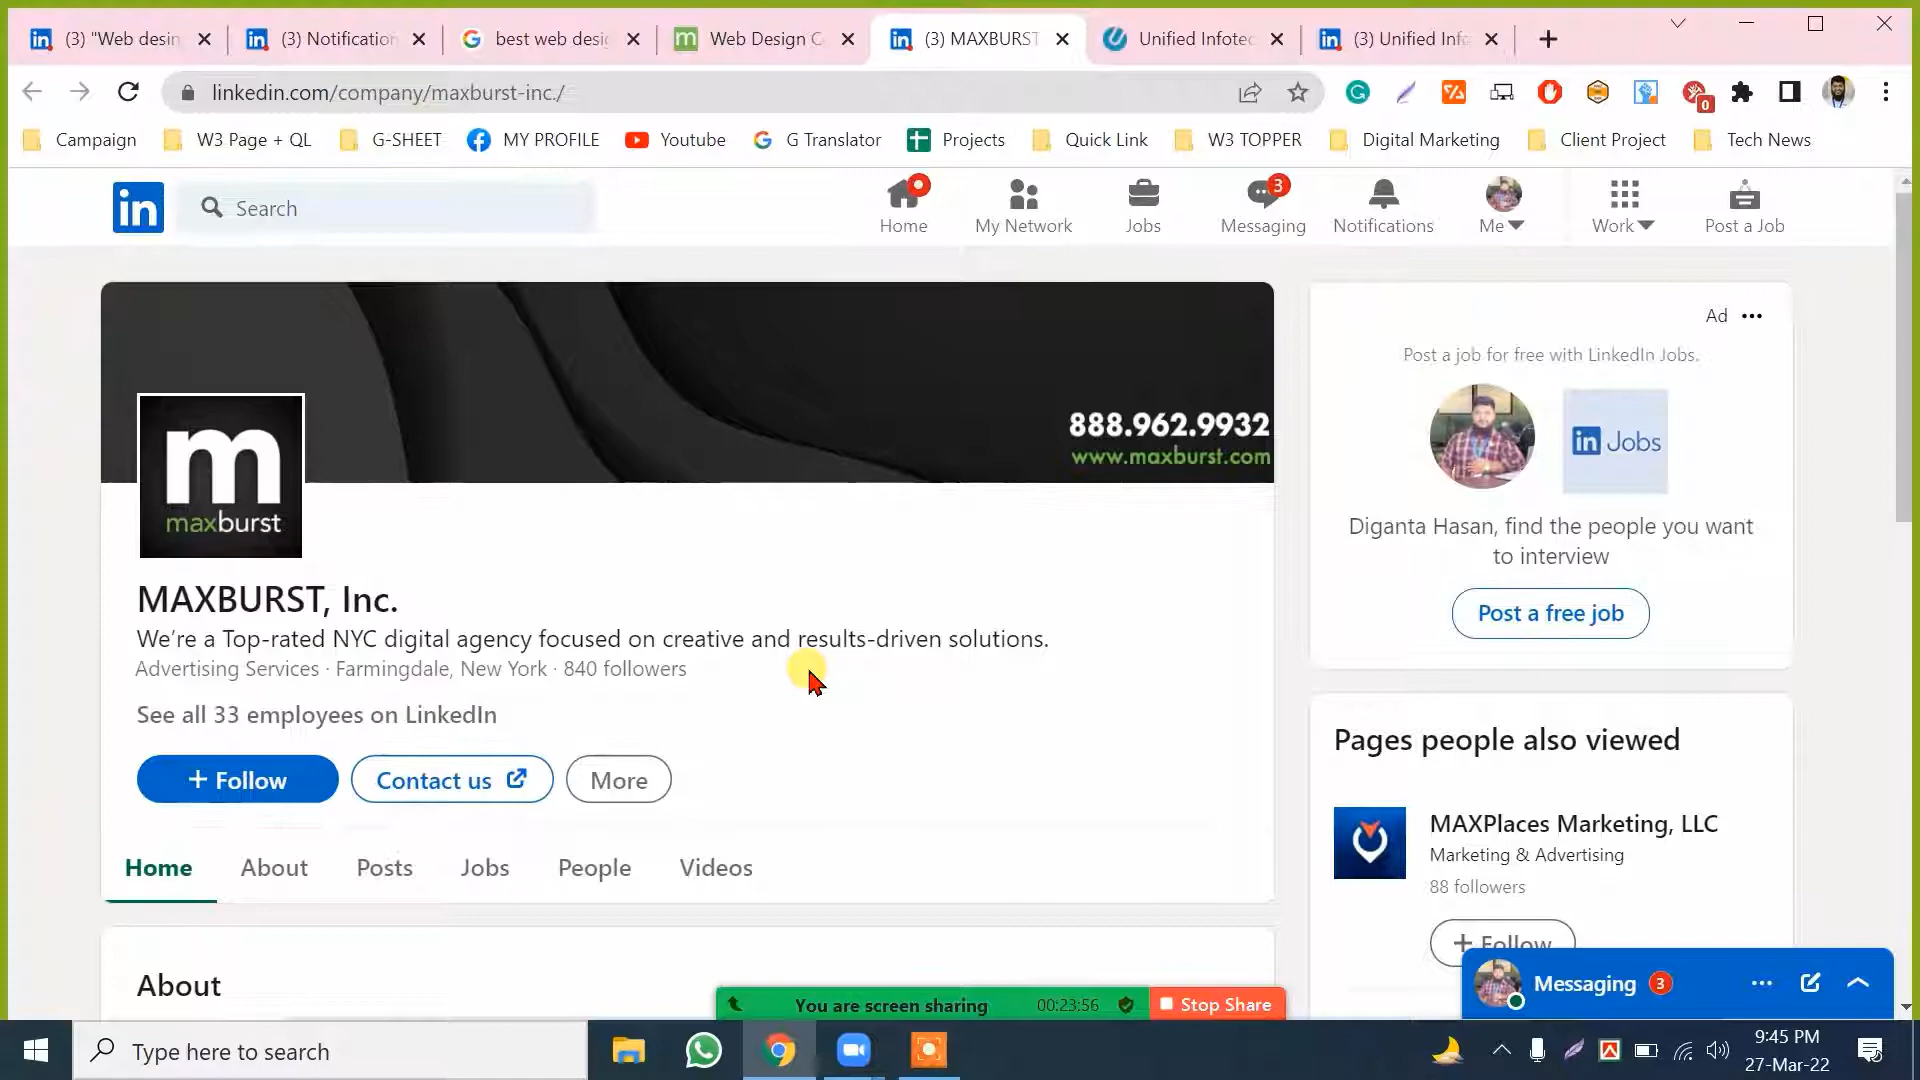 (3) "Web desin
(3) Notification
best web desig
Web Design C
(3) MAXBURST
Unified Infotec
(3) Unified Info
linkedin.com/company/maxburst-inc./
0
Campaign
W3 Page + QL
G-SHEET
MY PROFILE
Youtube
G Translator
Projects
Quick Link
W3 TOPPER
Digital Marketing
Client Project
Tech News
in
Search
Home
My Network
Jobs
3
Messaging
Notifications
Me
Work
Post a Job
888.962.9932
www.maxburst.com
m
maxburst
MAXBURST, Inc.
We're a Top-rated NYC digital agency focused on creative and results-driven solutions.
Advertising Services · Farmingdale, New York · 840 followers
See all 33 employees on LinkedIn
+ Follow
Contact us
More
Home
About
Posts
Jobs
People
Videos
About
Ad
Post a job for free with LinkedIn Jobs.
in Jobs
Diganta Hasan, find the people you want
to interview
Post a free job
Pages people also viewed
MAXPlaces Marketing, LLC
Marketing & Advertising
88 followers
+ Follow
Messaging 3
You are screen sharing
00:23:56
Stop Share
Type here to search
9:45 PM
27-Mar-22